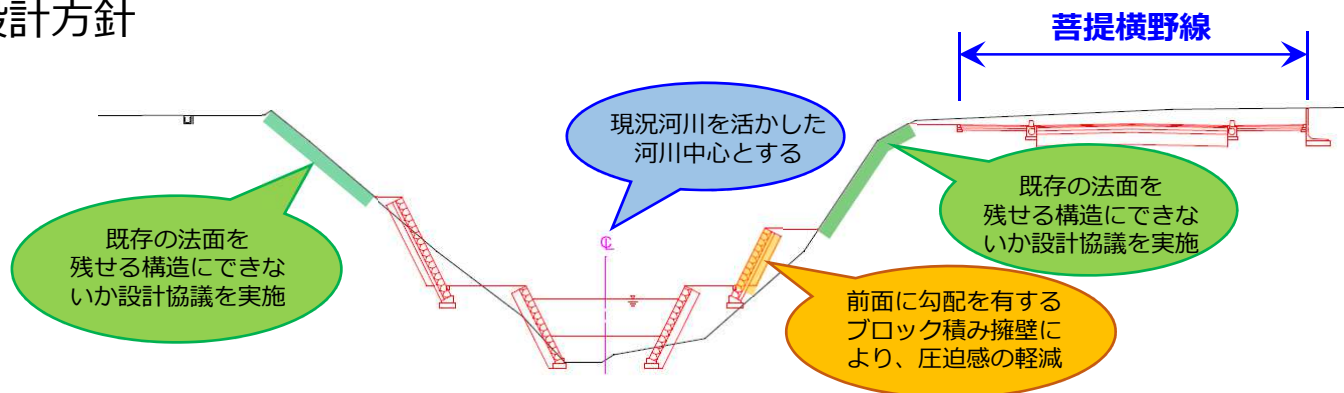 設計方針
菩提横野線
現況河川を活かした
河川中心とする
既存の法面を
残せる構造にできな
いか設計協議を実施
既存の法面を
残せる構造にできな
いか設計協議を実施
前面に勾配を有する
ブロック積み擁壁に
より、圧迫感の軽減
℄